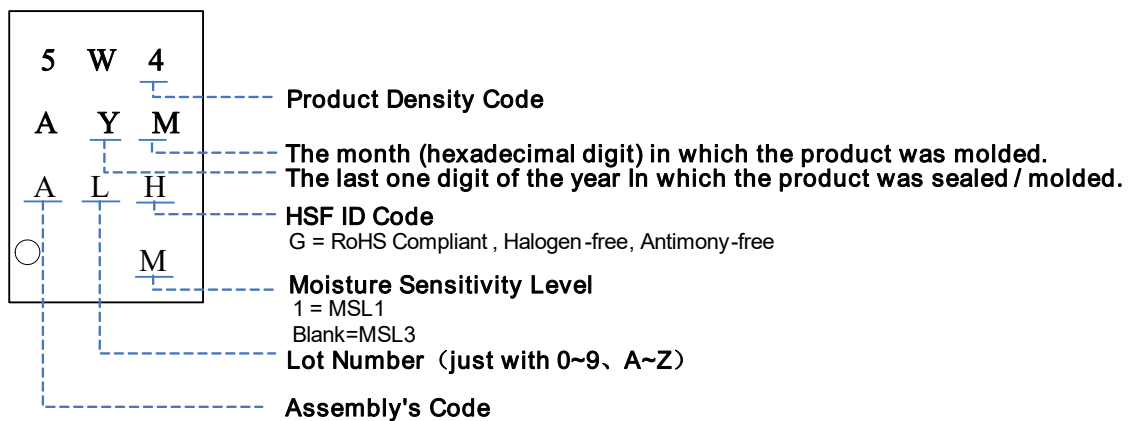 5 W 4
Product Density Code
A Y M
The month (hexadecimal digit) in which the product was molded.
The last one digit of the year In which the product was sealed / molded.
A L H
HSF ID Code
G = RoHS Compliant , Halogen-free, Antimony-free
M
Moisture Sensitivity Level
1 = MSL1
Blank=MSL3
Lot Number（just with 0~9、A~Z）
Assembly's Code